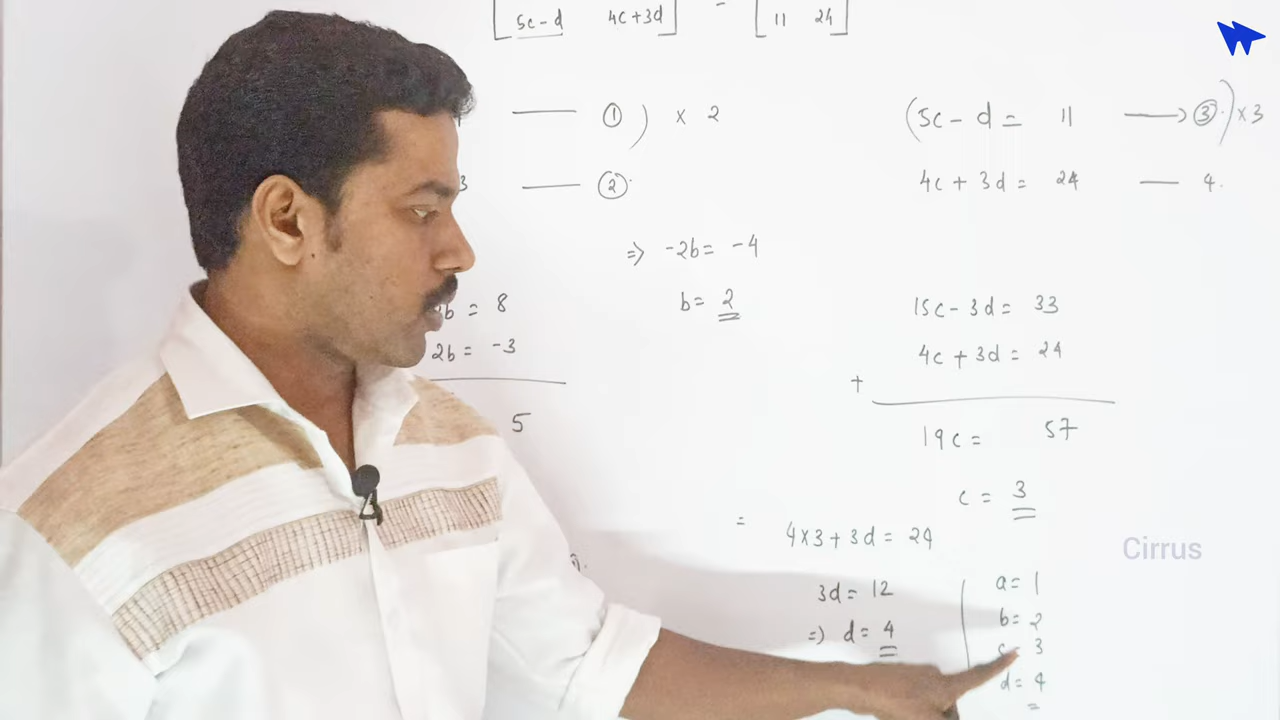 5c - d 4c + 3d = 11 24
① ) × 2
3 ② 
⇒ -2b = -4
b = 2
b = 8
2b = -3
5
(5c - d = 11 → ③) × 3
4c + 3d = 24 — 4.
15c - 3d = 33
4c + 3d = 24
+
19c = 57
c = 3
= 4×3 + 3d = 24
3d = 12
⇒ d = 4
a = 1
b = 2
c = 3
d = 4
Cirrus